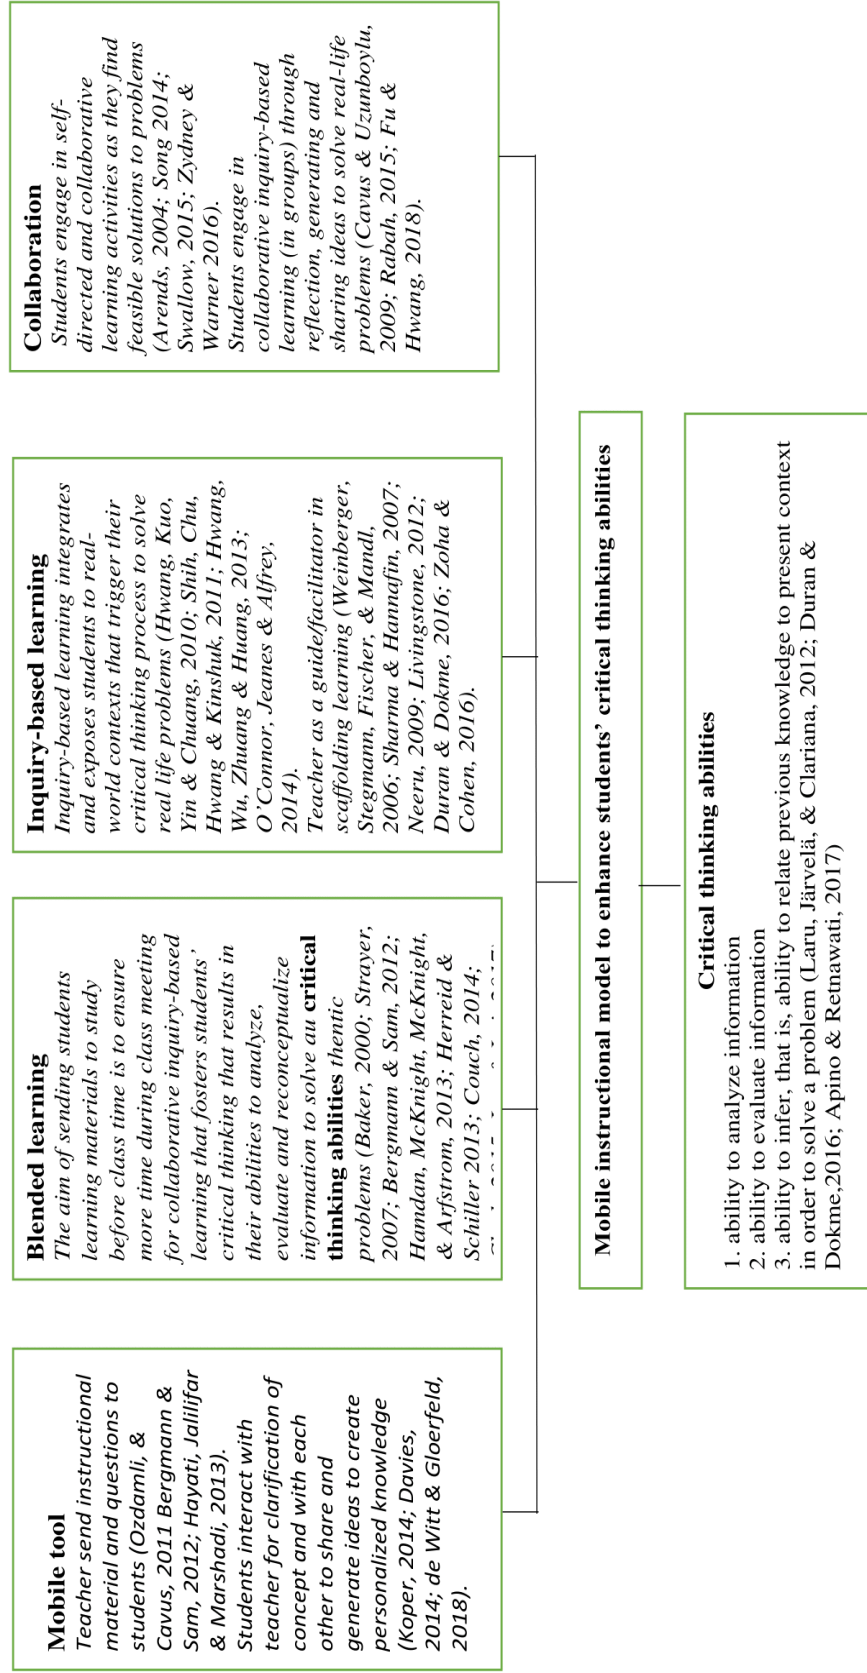 Mobile tool
Teacher send instructional
material and questions to
students (Ozdamli, &
Cavus, 2011 Bergmann &
Sam, 2012; Hayati, Jalilifar
& Marshadi, 2013).
Students interact with
teacher for clarification of
concept and with each
other to share and
generate ideas to create
personalized knowledge
(Koper, 2014; Davies,
2014; de Witt & Gloerfeld,
2018).
Blended learning
The aim of sending students
learning materials to study
before class time is to ensure
more time during class meeting
for collaborative inquiry-based
learning that fosters students'
critical thinking that results in
their abilities to analyze,
evaluate and reconceptualize
information to solve au critical
thinking abilities thentic
problems (Baker, 2000; Strayer,
2007; Bergmann & Sam, 2012;
Hamdan, McKnight, McKnight,
& Arfstrom, 2013; Herreid &
Schiller 2013; Couch, 2014;
Inquiry-based learning
Inquiry-based learning integrates
and exposes students to real-
world contexts that trigger their
critical thinking process to solve
real life problems (Hwang, Kuo,
Yin & Chuang, 2010; Shih, Chu,
Hwang & Kinshuk, 2011; Hwang,
Wu, Zhuang & Huang, 2013;
O'Connor, Jeanes & Alfrey,
2014).
Teacher as a guide/facilitator in
scaffolding learning (Weinberger,
Stegmann, Fischer, & Mandl,
2006; Sharma & Hannafin, 2007;
Neeru, 2009; Livingstone, 2012;
Duran & Dokme, 2016; Zoha &
Cohen, 2016).
Collaboration
Students engage in self-
directed and collaborative
learning activities as they find
feasible solutions to problems
(Arends, 2004; Song 2014;
Swallow, 2015; Zydney &
Warner 2016).
Students engage in
collaborative inquiry-based
learning (in groups) through
reflection, generating and
sharing ideas to solve real-life
problems (Cavus & Uzunboylu,
2009; Rabah, 2015; Fu &
Hwang, 2018).
Mobile instructional model to enhance students' critical thinking abilities
Critical thinking abilities
1. ability to analyze information
2. ability to evaluate information
3. ability to infer, that is, ability to relate previous knowledge to present context
in order to solve a problem (Laru, Järvelä, & Clariana, 2012; Duran &
Dokme,2016; Apino & Retnawati, 2017)